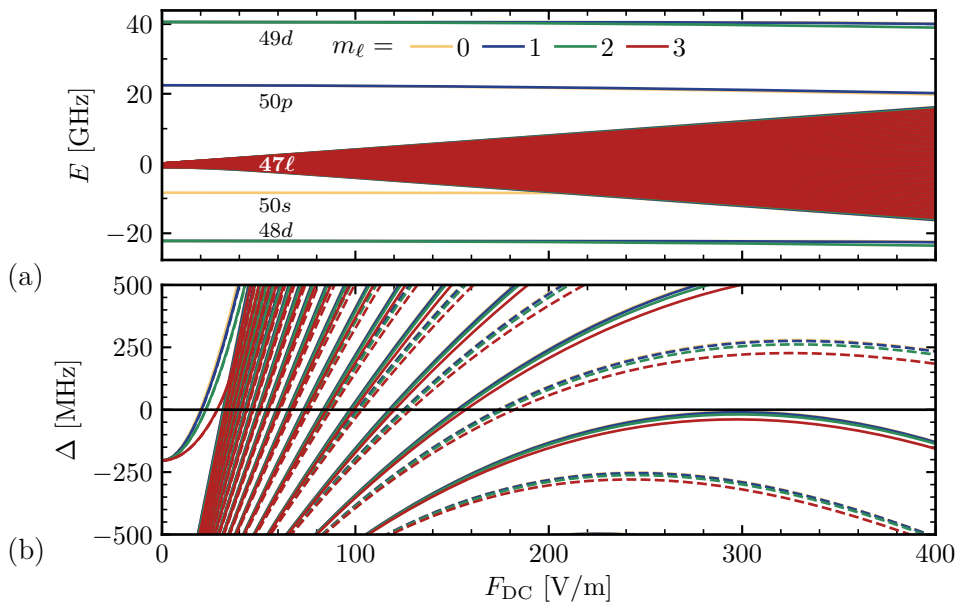 40
20
0
−20
E [GHz]
49d
mℓ = 0 1 2 3
50p
47ℓ
50s
48d
(a)
500
250
0
−250
−500
Δ [MHz]
(b)
0 100 200 300 400
F_DC [V/m]